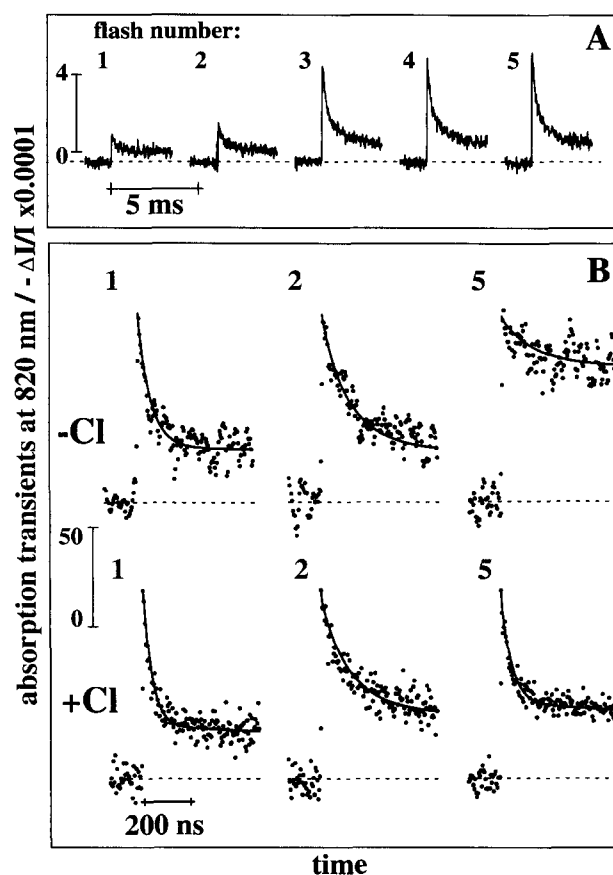 flash number:
A
1 2 3 4 5
4
0
5 ms
absorption transients at 820 nm / - ΔI/I x0.0001
B
1 2 5
-Cl
50
0
1 2 5
+Cl
200 ns
time